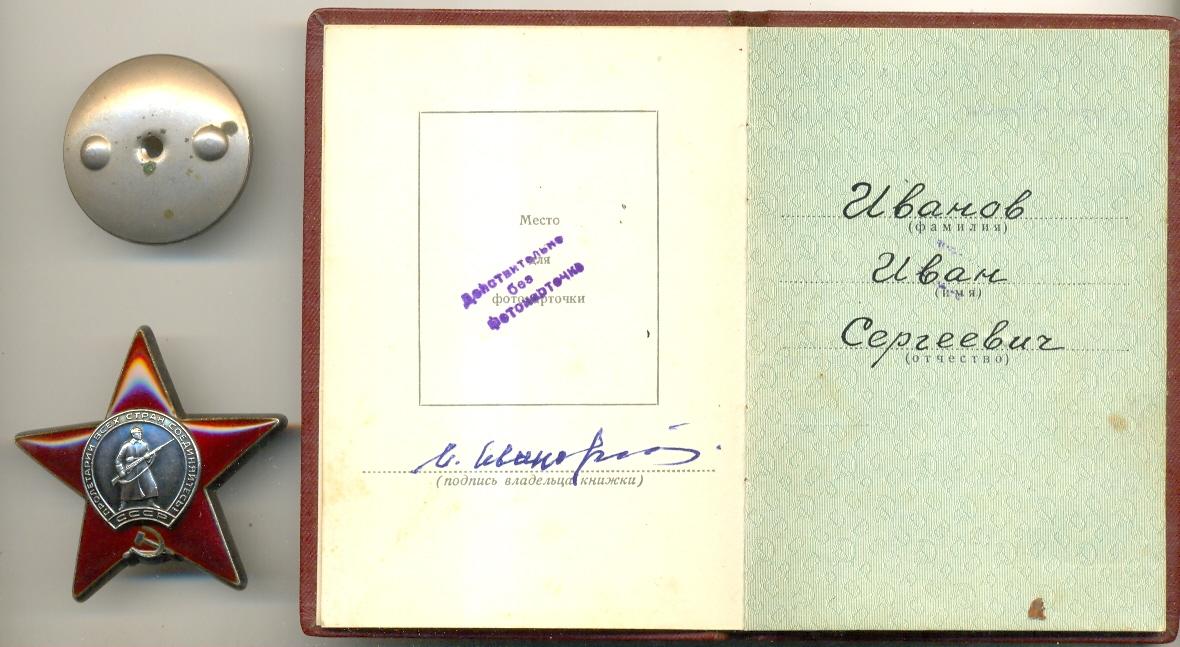 ПРОЛЕТАРИИ ВСЕХ СТРАН СОЕДИНЯЙТЕСЬ!
СССР
Место
для
фотокарточки
Действительно
без
фотокарточки
(подпись владельца книжки)
Иванов
(фамилия)
Иван
(имя)
Сергеевич
(отчество)